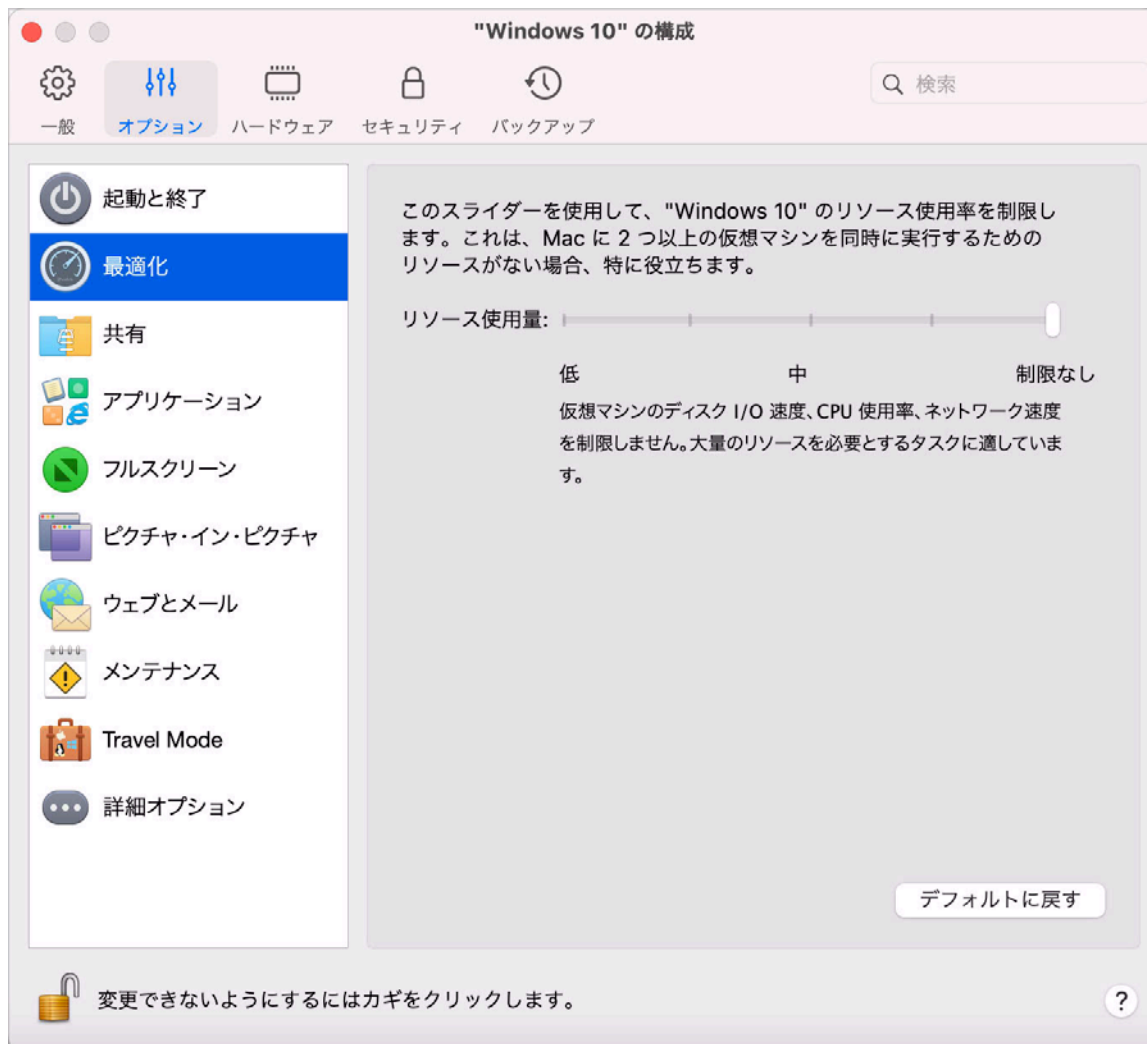 "Windows 10" の構成
一般
オプション
ハードウェア
セキュリティ
バックアップ
検索
起動と終了
最適化
共有
アプリケーション
フルスクリーン
ピクチャ・イン・ピクチャ
ウェブとメール
メンテナンス
Travel Mode
詳細オプション
このスライダーを使用して、"Windows 10" のリソース使用率を制限し
ます。これは、Mac に 2 つ以上の仮想マシンを同時に実行するための
リソースがない場合、特に役立ちます。
リソース使用量:
低
中
制限なし
仮想マシンのディスク I/O 速度、CPU 使用率、ネットワーク速度
を制限しません。大量のリソースを必要とするタスクに適していま
す。
デフォルトに戻す
変更できないようにするにはカギをクリックします。
?